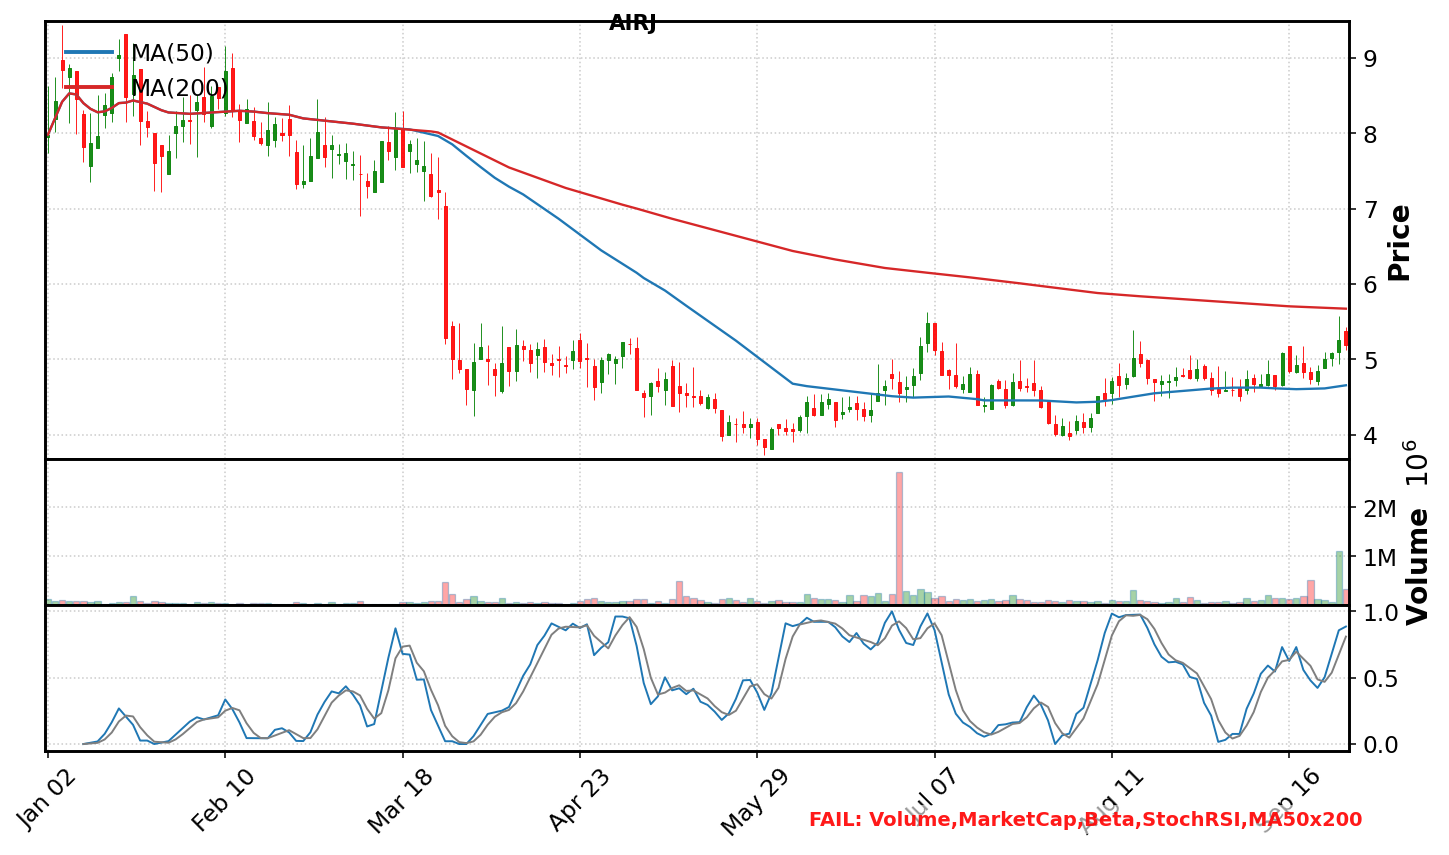 AIRJ
MA(50)
MA(200)
9
8
7
6
5
4
Price
10⁶
2M
1M
Volume
1.0
0.5
0.0
Jan 02
Feb 10
Mar 18
Apr 23
May 29
Jul 07
Aug 11
Sep 16
FAIL: Volume,MarketCap,Beta,StochRSI,MA50x200